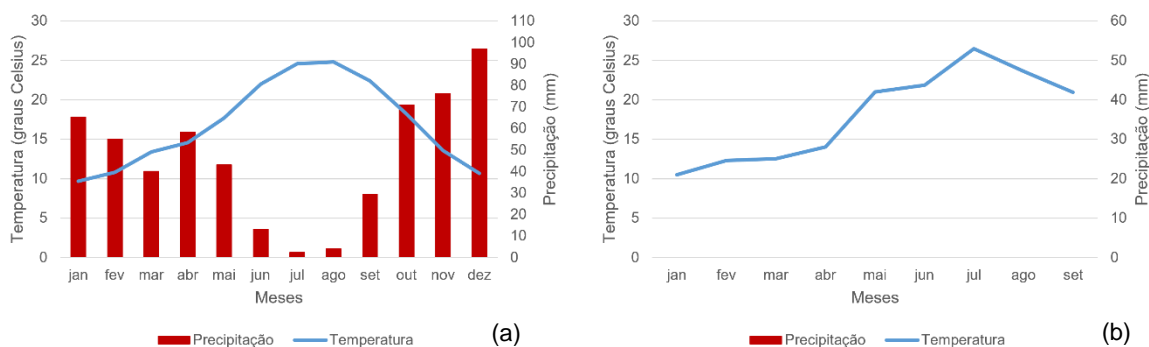 Temperatura (graus Celsius)
30
25
20
15
10
5
0
110
100
90
80
70
60
50
40
30
20
10
0
Precipitação (mm)
jan fev mar abr mai jun jul ago set out nov dez
Meses
Precipitação Temperatura
(a)
Temperatura (graus Celsius)
30
25
20
15
10
5
0
60
50
40
30
20
10
0
Precipitação (mm)
jan fev mar abr mai jun jul ago set
Meses
Precipitação Temperatura
(b)